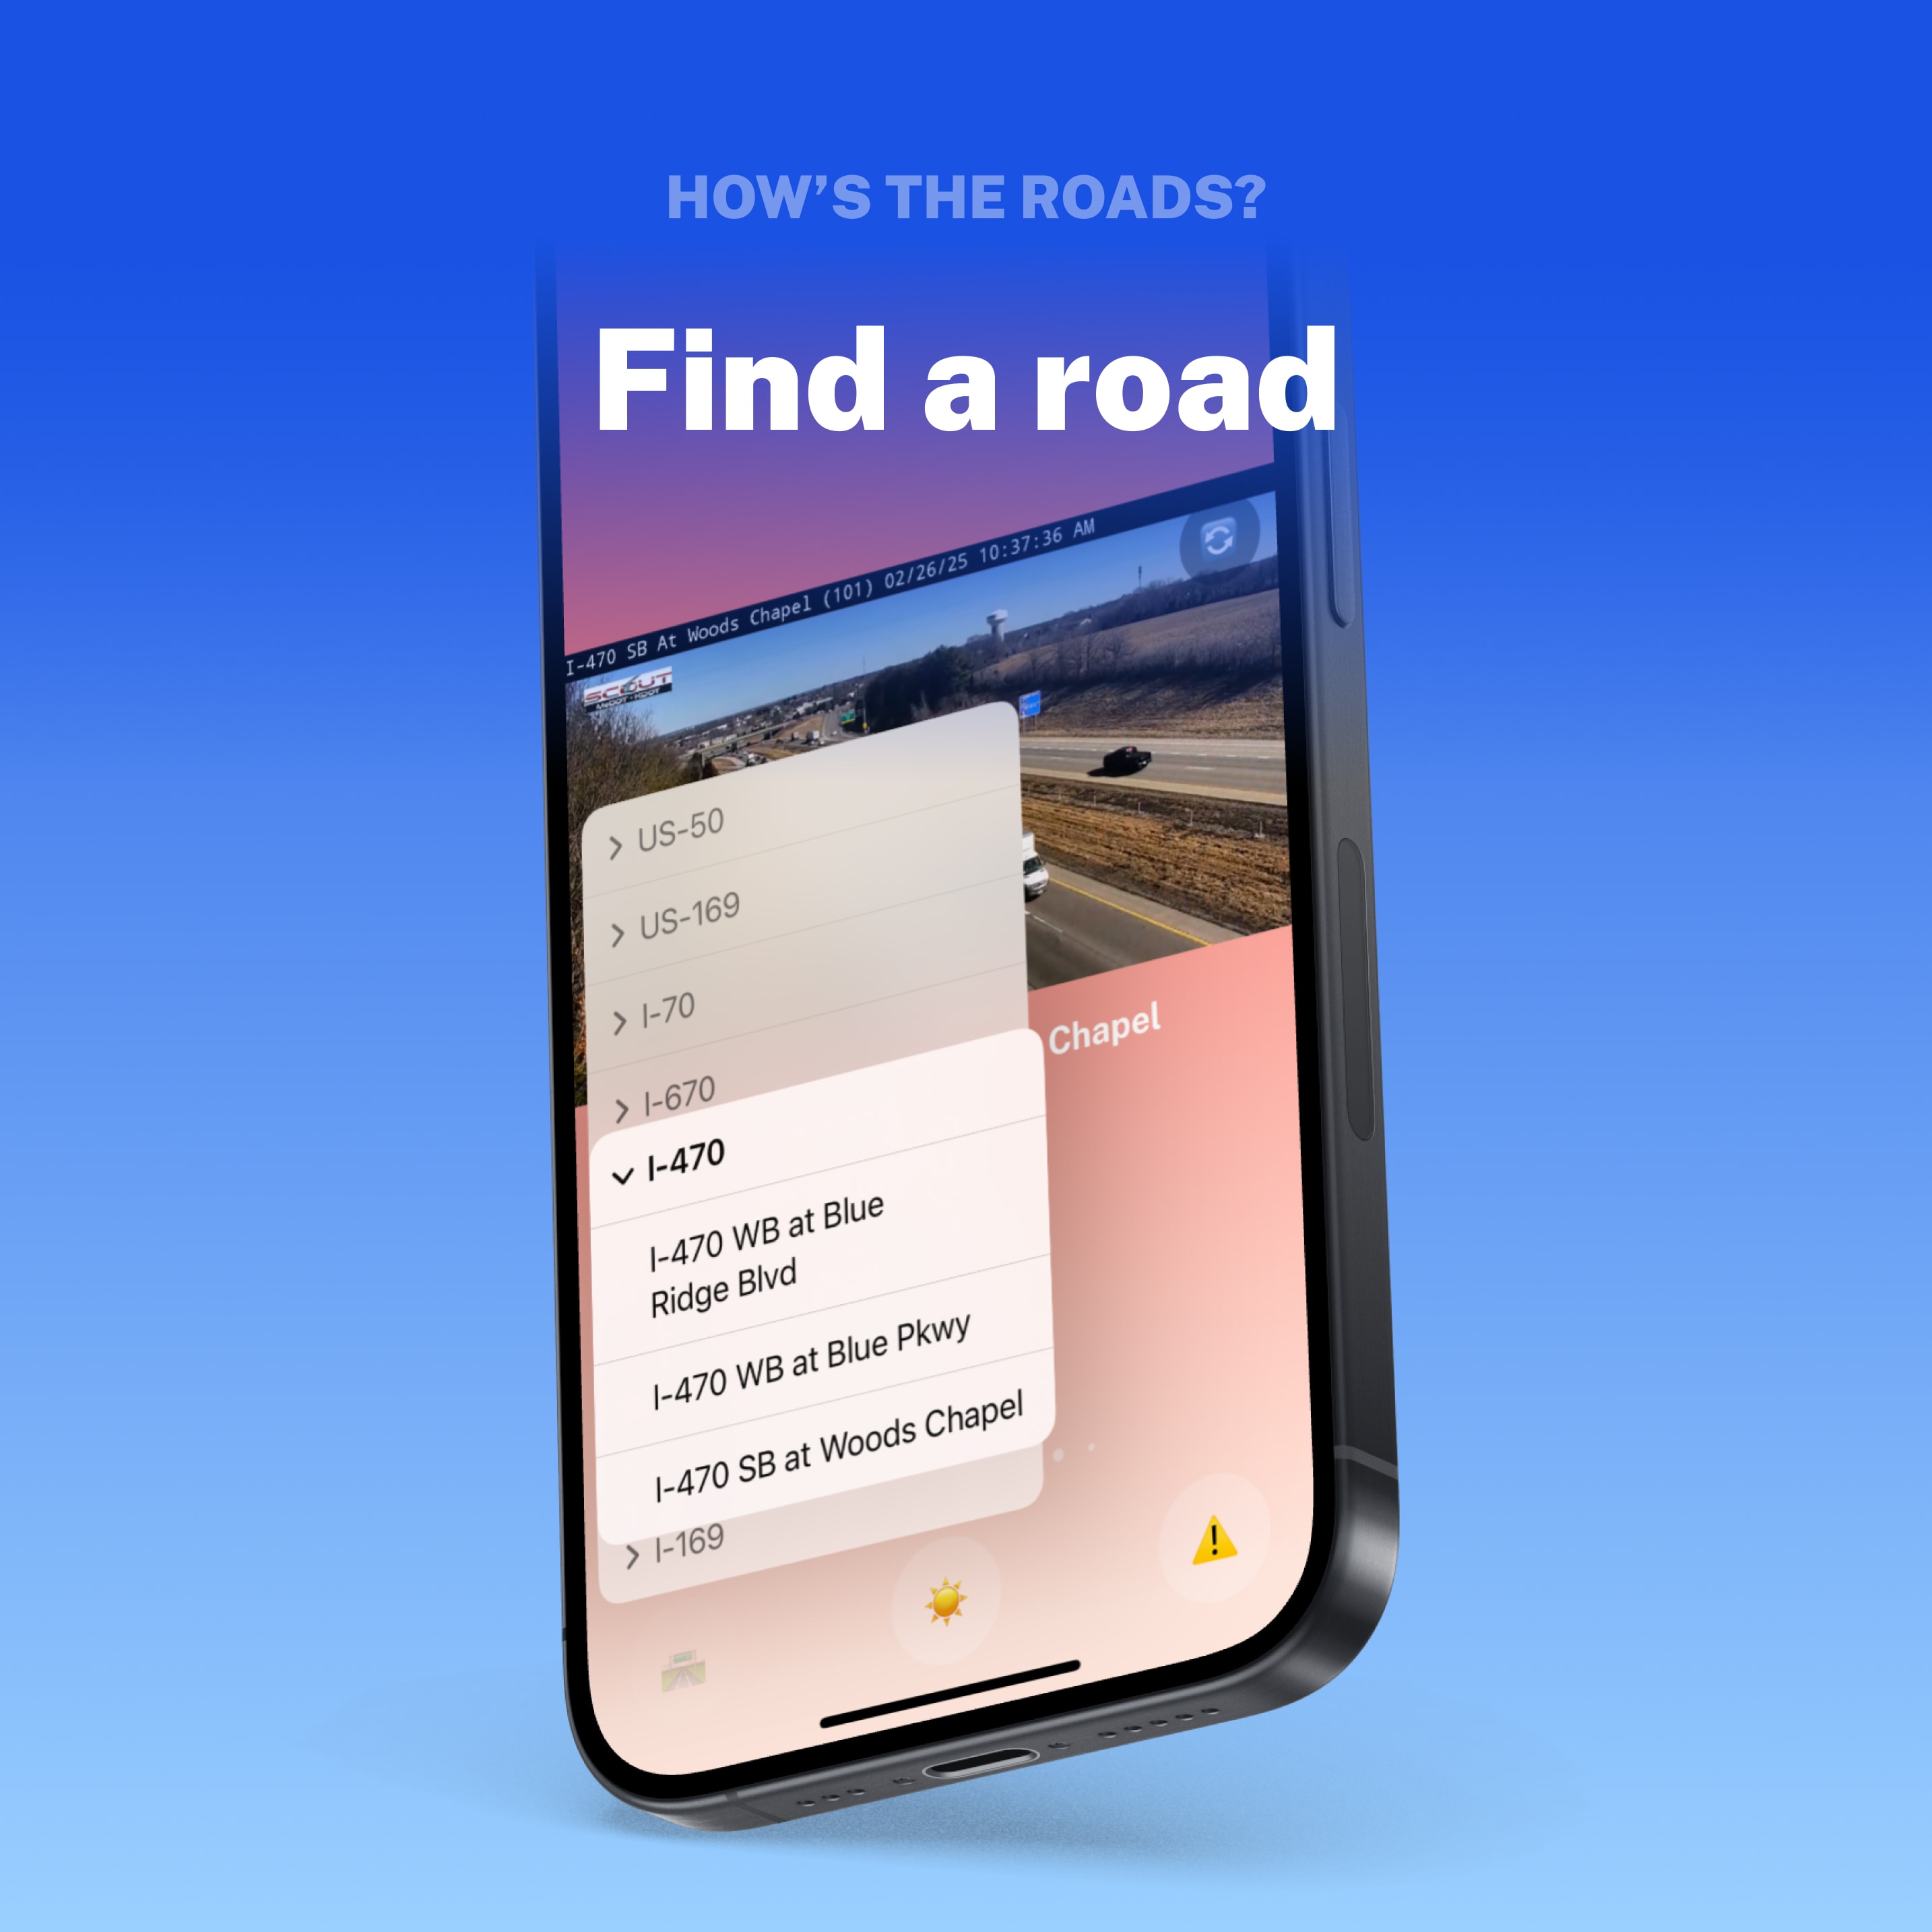 HOW’S THE ROADS?
Find a road
I-470 SB At Woods Chapel (101) 02/26/25 10:37:36 AM
SCOUT
MoDOT - KDOT
US-50
US-169
I-70
I-670
Chapel
I-470
I-470 WB at Blue
Ridge Blvd
I-470 WB at Blue Pkwy
I-470 SB at Woods Chapel
I-169